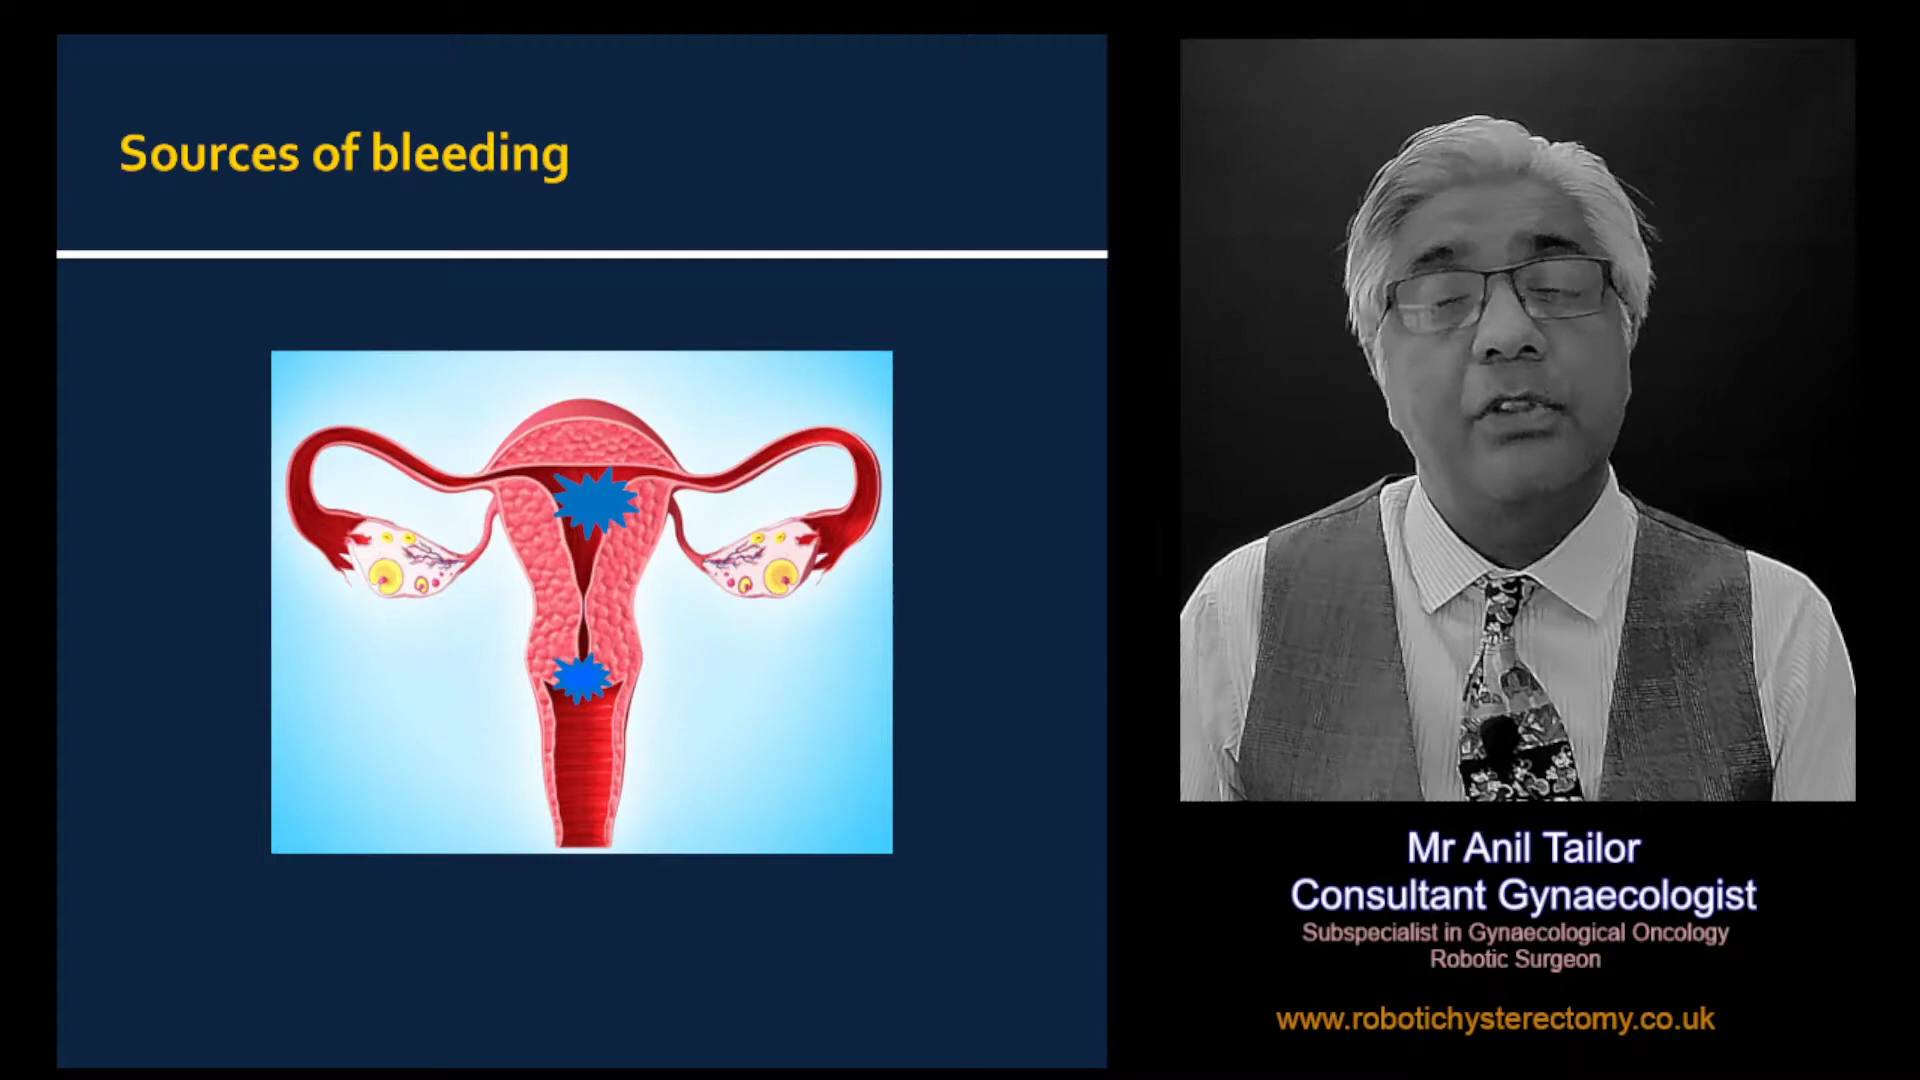 Sources of bleeding
Mr Anil Tailor
Consultant Gynaecologist
Subspecialist in Gynaecological Oncology
Robotic Surgeon
www.robotichysterectomy.co.uk